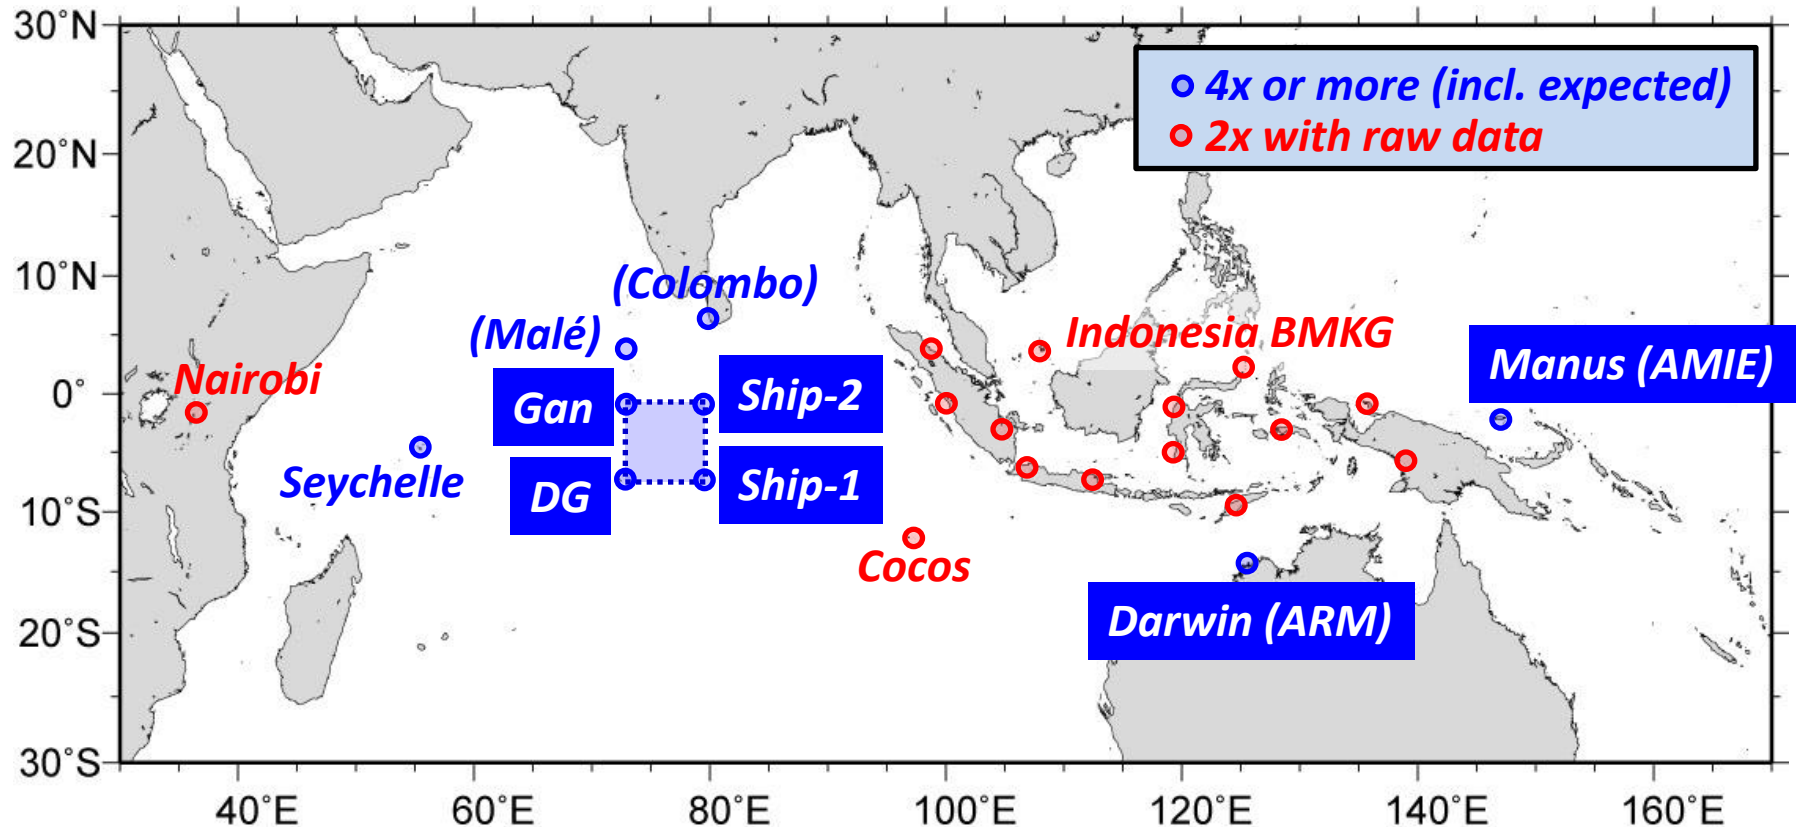 30°N
20°N
10°N
0°
10°S
20°S
30°S
4x or more (incl. expected)
2x with raw data
(Colombo)
(Malé)
Indonesia BMKG
Manus (AMIE)
Nairobi
Gan
Ship-2
Seychelle
DG
Ship-1
Cocos
Darwin (ARM)
40°E
60°E
80°E
100°E
120°E
140°E
160°E